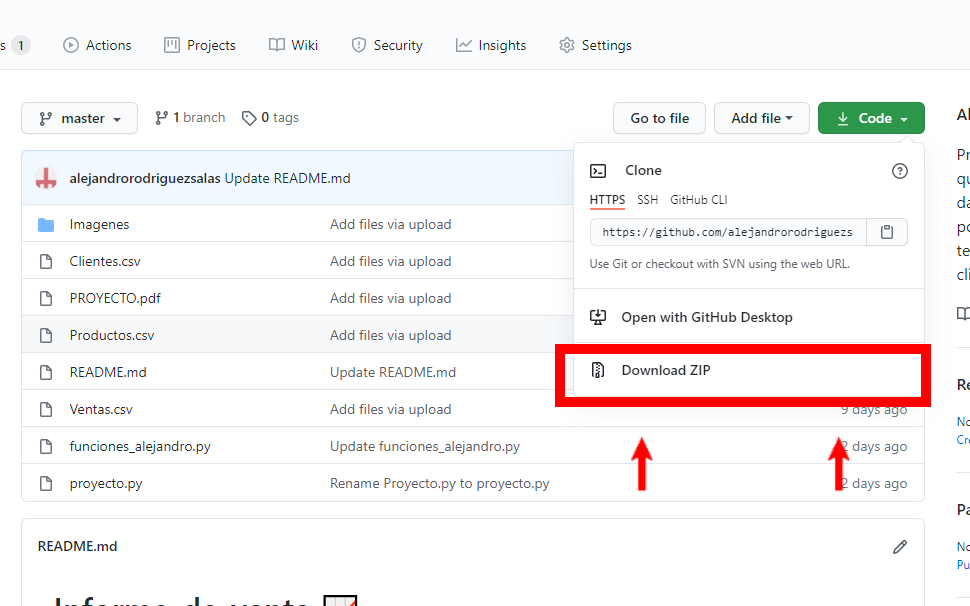 s 1 Actions Projects Wiki Security Insights Settings
master 1 branch 0 tags Go to file Add file Code
alejandrorodriguezsalas Update README.md
Clone
HTTPS SSH GitHub CLI
https://github.com/alejandrorodriguezs
Use Git or checkout with SVN using the web URL.
Open with GitHub Desktop
Download ZIP
Imagenes Add files via upload
Clientes.csv Add files via upload
PROYECTO.pdf Add files via upload
Productos.csv Add files via upload
README.md Update README.md
Ventas.csv Add files via upload 9 days ago
funciones_alejandro.py Update funciones_alejandro.py 2 days ago
proyecto.py Rename Proyecto.py to proyecto.py 2 days ago
README.md
Informe de venta
Al
Pr
qu
da
po
te
cli
Re
No
Cre
Pa
No
Pu